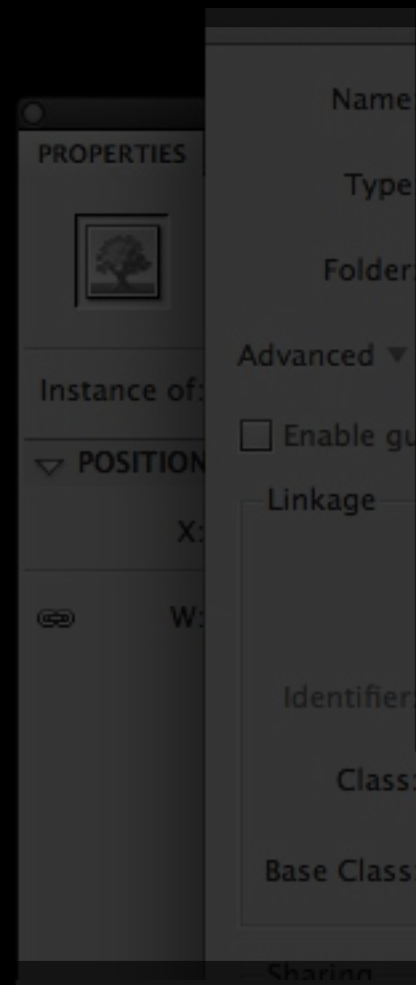 PROPERTIES
Instance of:
POSITION
X:
W:
Name
Type
Folder:
Advanced
Enable gu
Linkage
Identifier:
Class:
Base Class:
Sharing